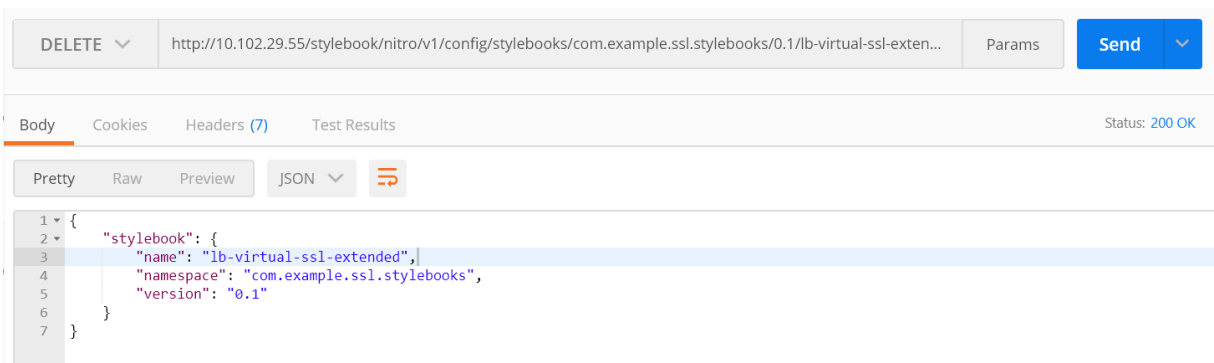 DELETE http://10.102.29.55/stylebook/nitro/v1/config/stylebooks/com.example.ssl.stylebooks/0.1/lb-virtual-ssl-exten... Params Send
Body Cookies Headers (7) Test Results Status: 200 OK
Pretty Raw Preview JSON
1 {
2 "stylebook": {
3 "name": "lb-virtual-ssl-extended",
4 "namespace": "com.example.ssl.stylebooks",
5 "version": "0.1"
6 }
7 }